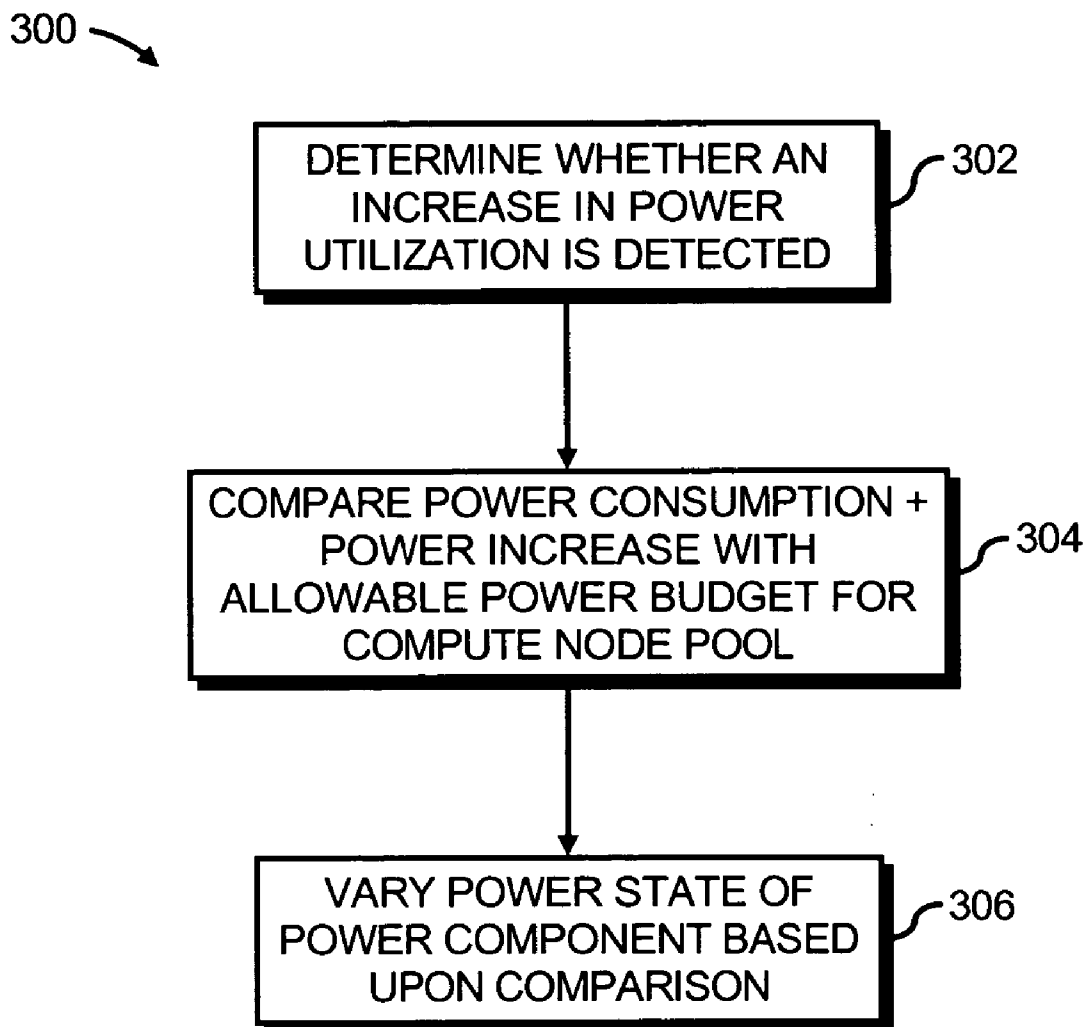 300
DETERMINE WHETHER AN
INCREASE IN POWER
UTILIZATION IS DETECTED
302
COMPARE POWER CONSUMPTION +
POWER INCREASE WITH
ALLOWABLE POWER BUDGET FOR
COMPUTE NODE POOL
304
VARY POWER STATE OF
POWER COMPONENT BASED
UPON COMPARISON
306